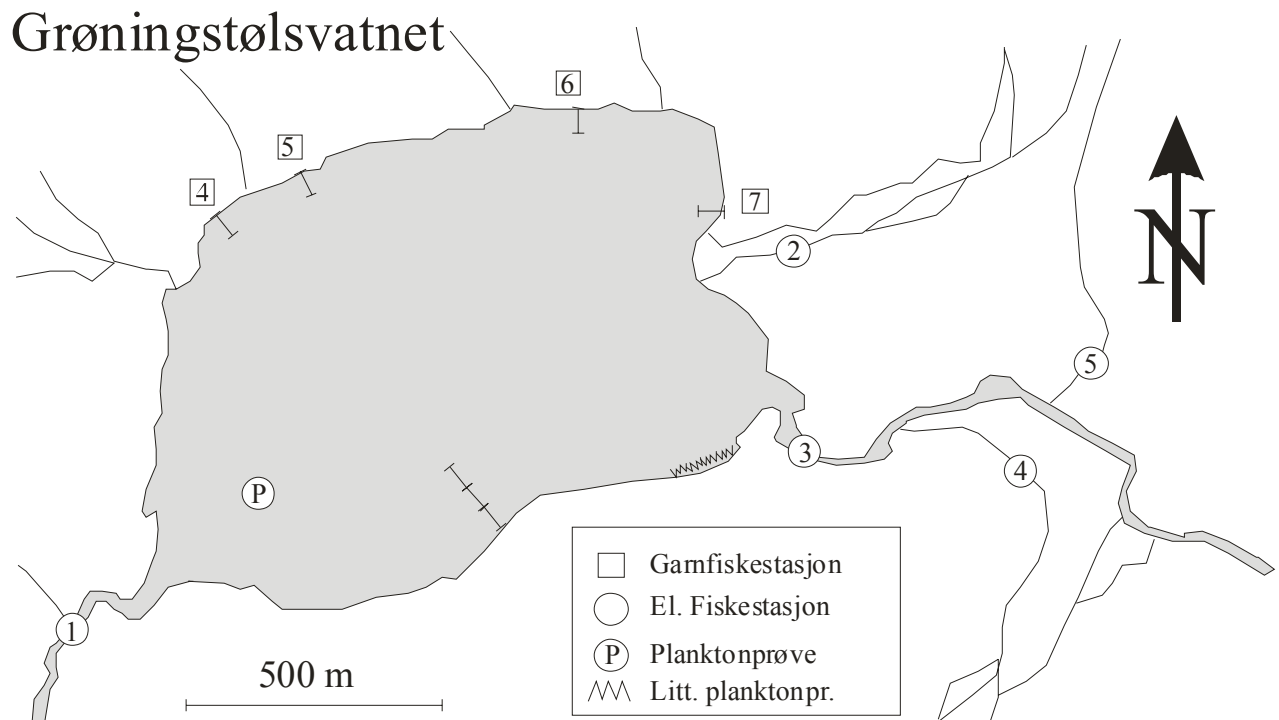 Grøningstølsvatnet
6
5
4
7
2
N
5
3
4
P
1
Garnfiskestasjon
El. Fiskestasjon
P Planktonprøve
Litt. planktonpr.
500 m